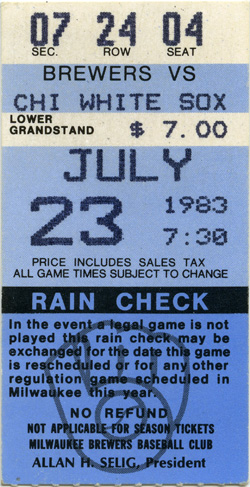 07 24 04
SEC. ROW SEAT
BREWERS VS
CHI WHITE SOX
LOWER
GRANDSTAND $ 7.00
JULY
23 1983
7:30
PRICE INCLUDES SALES TAX
ALL GAME TIMES SUBJECT TO CHANGE
RAIN CHECK
In the event a legal game is not
played the rain check may be
exchanged for the date this game
is rescheduled or for any other
regulation game scheduled in
Milwaukee this year.
NO REFUND
NOT APPLICABLE FOR SEASON TICKETS
MILWAUKEE BREWERS BASEBALL CLUB
ALLAN H. SELIG, President